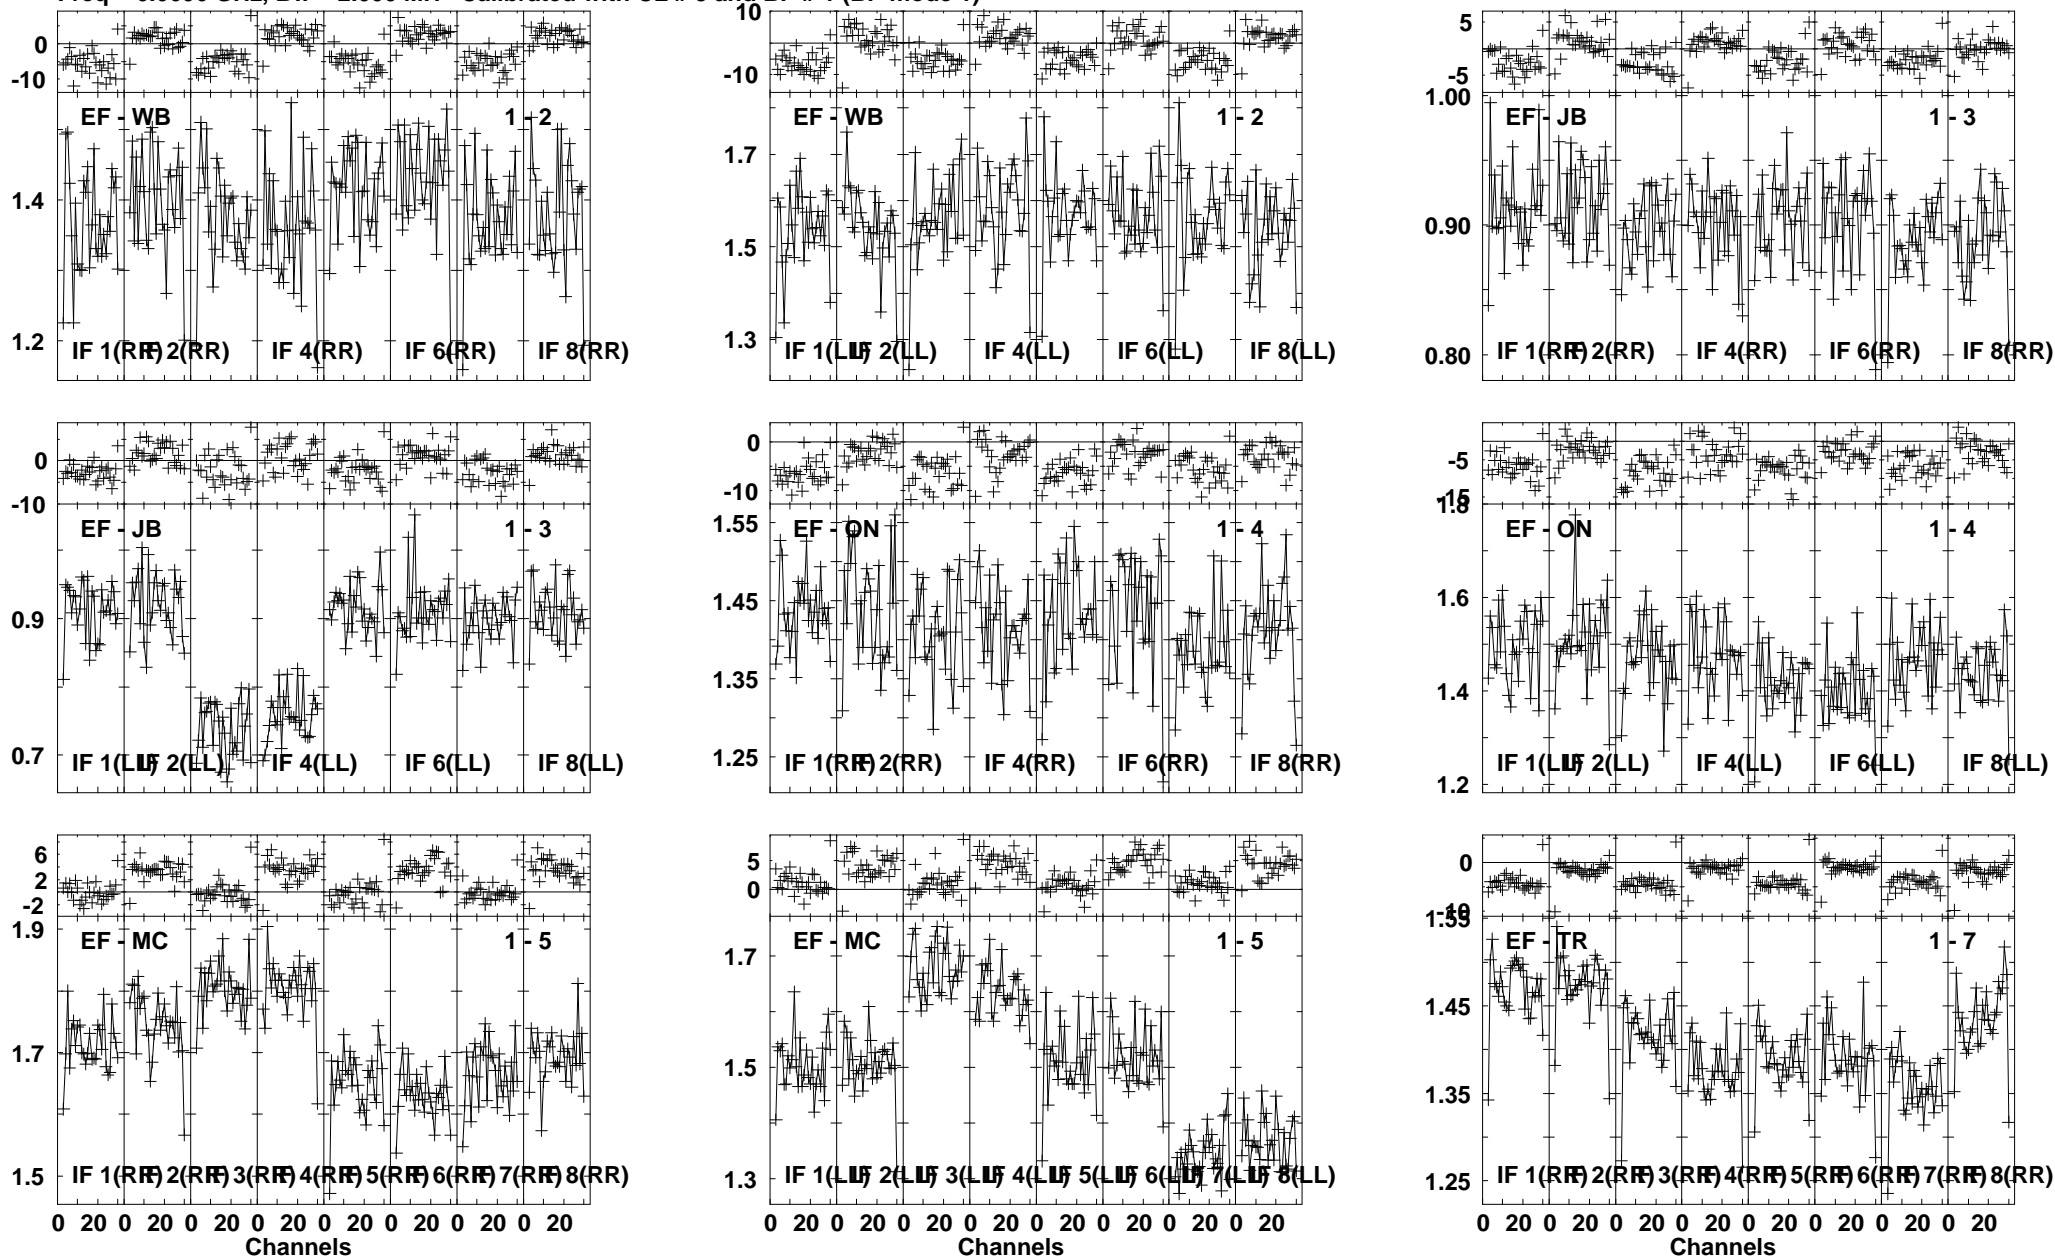 10
0
-10
EF - WB
1 - 2
1.4
1.2
IF 1(RR)
IF 2(RR)
IF 4(RR)
IF 6(RR)
IF 8(RR)
10
0
-10
EF - WB
1 - 2
1.7
1.5
1.3
IF 1(LL)
IF 2(LL)
IF 4(LL)
IF 6(LL)
IF 8(LL)
5
-5
1.00
EF - JB
1 - 3
0.90
0.80
IF 1(RR)
IF 2(RR)
IF 4(RR)
IF 6(RR)
IF 8(RR)
0
-10
EF - JB
1 - 3
0.9
0.7
IF 1(LL)
IF 2(LL)
IF 4(LL)
IF 6(LL)
IF 8(LL)
0
-10
1.55
EF - ON
1 - 4
1.45
1.35
1.25
IF 1(RR)
IF 2(RR)
IF 4(RR)
IF 6(RR)
IF 8(RR)
-5
-15
1.8
EF - ON
1 - 4
1.6
1.4
1.2
IF 1(LL)
IF 2(LL)
IF 4(LL)
IF 6(LL)
IF 8(LL)
6
2
-2
1.9
EF - MC
1 - 5
1.7
1.5
IF 1(RR)
IF 2(RR)
IF 3(RR)
IF 4(RR)
IF 5(RR)
IF 6(RR)
IF 7(RR)
IF 8(RR)
0 20 0 20 0 20 0 20 0 20 0 20 0 20 0 20
Channels
5
0
EF - MC
1 - 5
1.7
1.5
1.3
IF 1(LL)
IF 2(LL)
IF 3(LL)
IF 4(LL)
IF 5(LL)
IF 6(LL)
IF 7(LL)
IF 8(LL)
0 20 0 20 0 20 0 20 0 20 0 20 0 20 0 20
Channels
0
-10
1.55
EF - TR
1 - 7
1.45
1.35
1.25
IF 1(RR)
IF 2(RR)
IF 3(RR)
IF 4(RR)
IF 5(RR)
IF 6(RR)
IF 7(RR)
IF 8(RR)
0 20 0 20 0 20 0 20 0 20 0 20 0 20 0 20
Channels